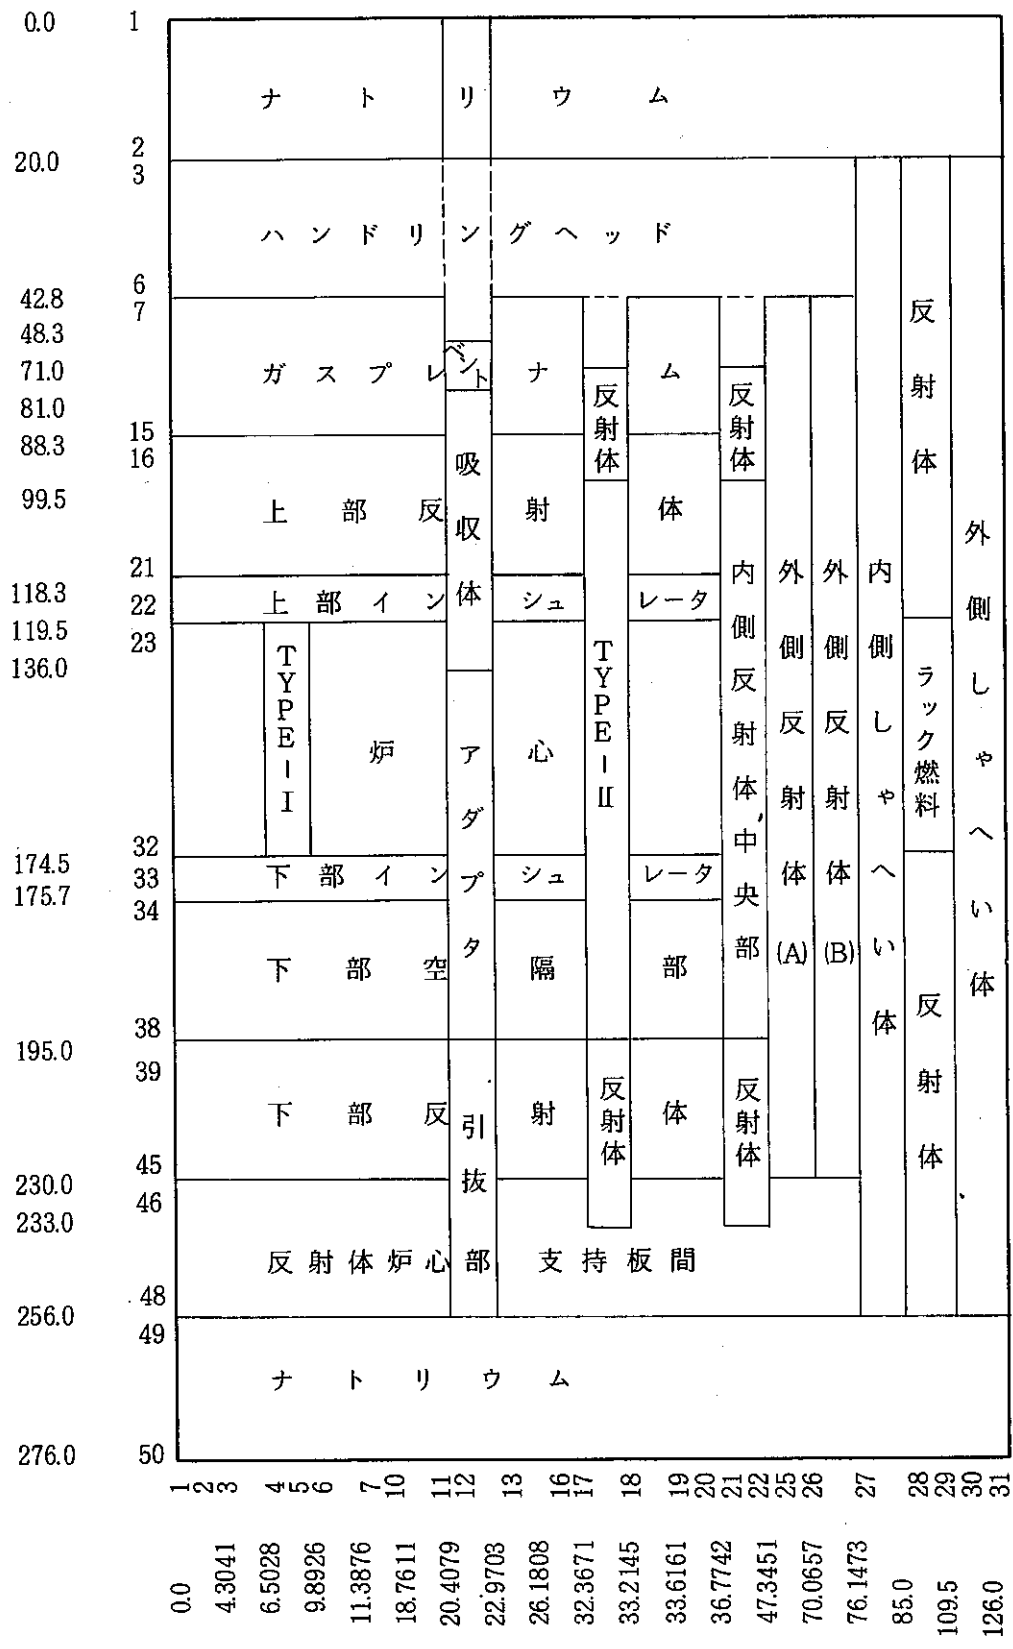 0.0 1
ナトリウム
2
20.0 3
ハンドリングヘッド
6
42.8 7
48.3
ベント
71.0 ガスプレナム
81.0
15
88.3 16
99.5 上部反射体
21
118.3 22 上部インシュレータ
119.5 23
136.0
吸収体
反射体
反射体
TYPE-I
炉心
TYPE-II
アダプタ
内側反射体中央部
外側反射体(A)
外側反射体(B)
内側しゃへい体
反射体
ラック燃料
反射体
外側しゃへい体
32
174.5 33 下部インシュレータ
175.7 34
下部空隔部
38
195.0 39
下部反射体
引抜部
反射体
反射体
45
230.0 46
233.0
反射体炉心支持板間
48
256.0 49
ナトリウム
276.0 50
1 2 3 4 5 6 7 10 11 12 13 16 17 18 19 20 21 22 25 26 27 28 29 30 31
0.0 4.3041 6.5028 9.8926 11.3876 18.7611 20.4079 22.9703 26.1808 32.3671 33.2145 33.6161 36.7742 47.3451 70.0657 76.1473 85.0 109.5 126.0